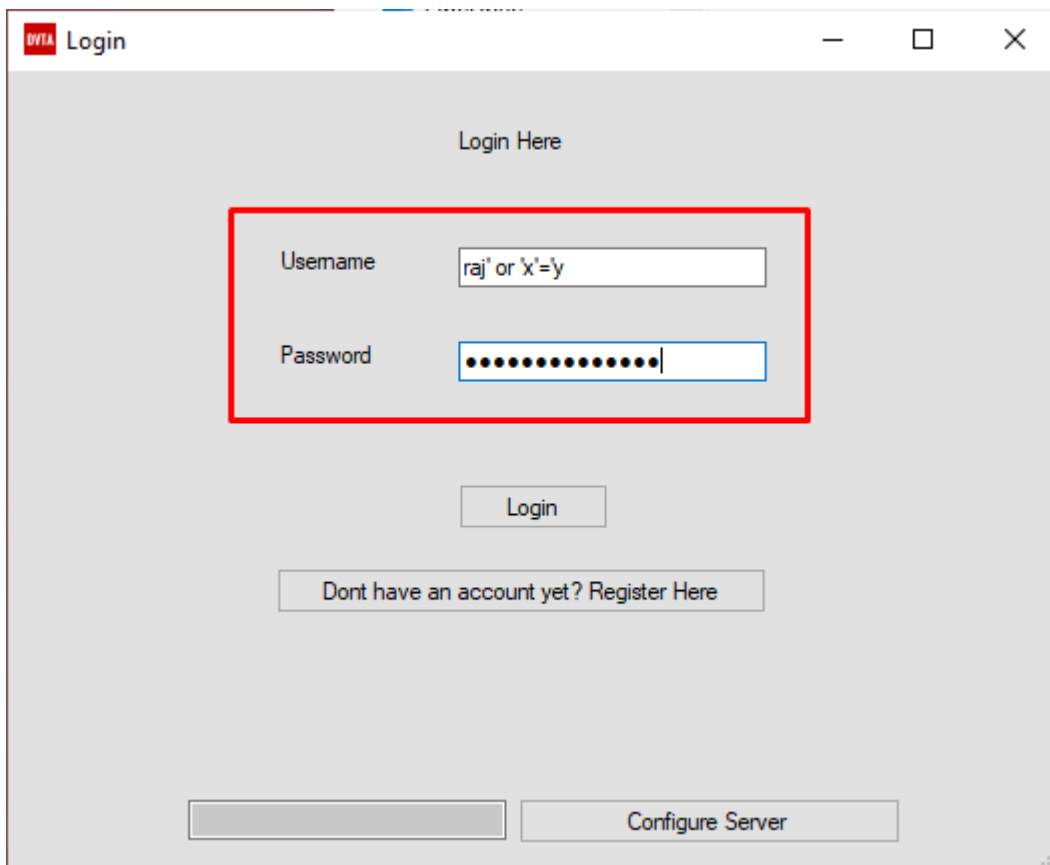 DVTA Login
Login Here
Username
raj' or 'x'='y
Password
●●●●●●●●●●●●●●
Login
Dont have an account yet? Register Here
Configure Server